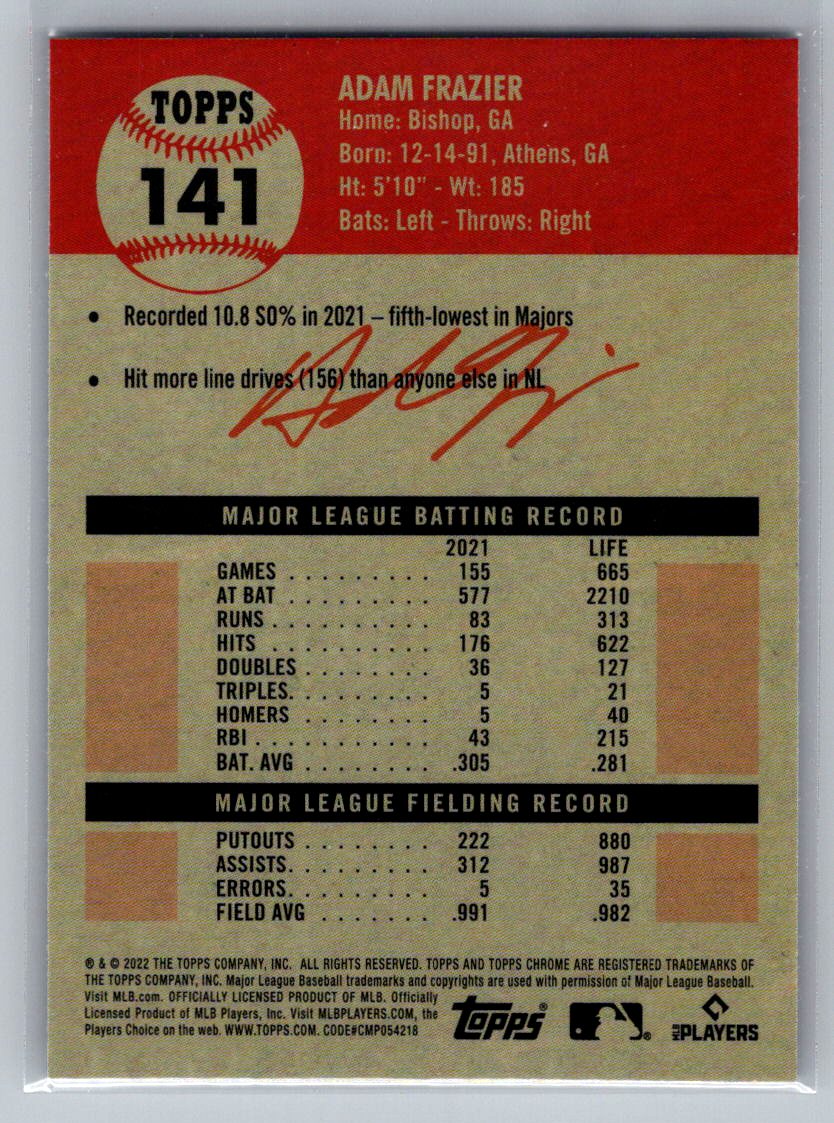 TOPPS
141
ADAM FRAZIER
Home: Bishop, GA
Born: 12-14-91, Athens, GA
Ht: 5'10" - Wt: 185
Bats: Left - Throws: Right
• Recorded 10.8 SO% in 2021 – fifth-lowest in Majors
• Hit more line drives (156) than anyone else in NL
MAJOR LEAGUE BATTING RECORD
2021 LIFE
GAMES . . . . . . . . . 155 665
AT BAT . . . . . . . . . 577 2210
RUNS . . . . . . . . . . 83 313
HITS . . . . . . . . . . 176 622
DOUBLES . . . . . . . . 36 127
TRIPLES. . . . . . . . . 5 21
HOMERS . . . . . . . . 5 40
RBI . . . . . . . . . . . 43 215
BAT. AVG . . . . . . . . .305 .281
MAJOR LEAGUE FIELDING RECORD
PUTOUTS . . . . . . . . 222 880
ASSISTS. . . . . . . . . 312 987
ERRORS. . . . . . . . . 5 35
FIELD AVG . . . . . . . .991 .982
® & © 2022 THE TOPPS COMPANY, INC. ALL RIGHTS RESERVED. TOPPS AND TOPPS CHROME ARE REGISTERED TRADEMARKS OF
THE TOPPS COMPANY, INC. Major League Baseball trademarks and copyrights are used with permission of Major League Baseball.
Visit MLB.com. OFFICIALLY LICENSED PRODUCT OF MLB. Officially
Licensed Product of MLB Players, Inc. Visit MLBPLAYERS.COM, the
Players Choice on the web. WWW.TOPPS.COM. CODE#CMP054218
Topps®
MLB PLAYERS